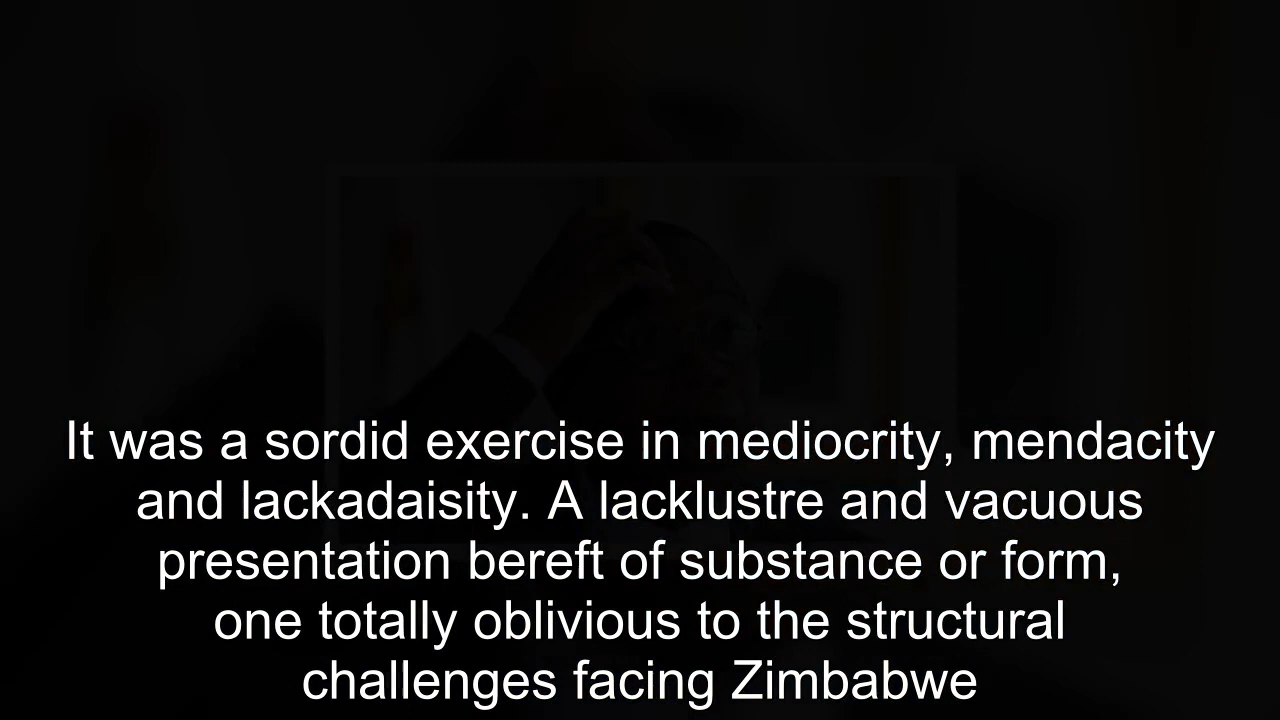 It was a sordid exercise in mediocrity, mendacity
and lackadaisity. A lacklustre and vacuous
presentation bereft of substance or form,
one totally oblivious to the structural
challenges facing Zimbabwe